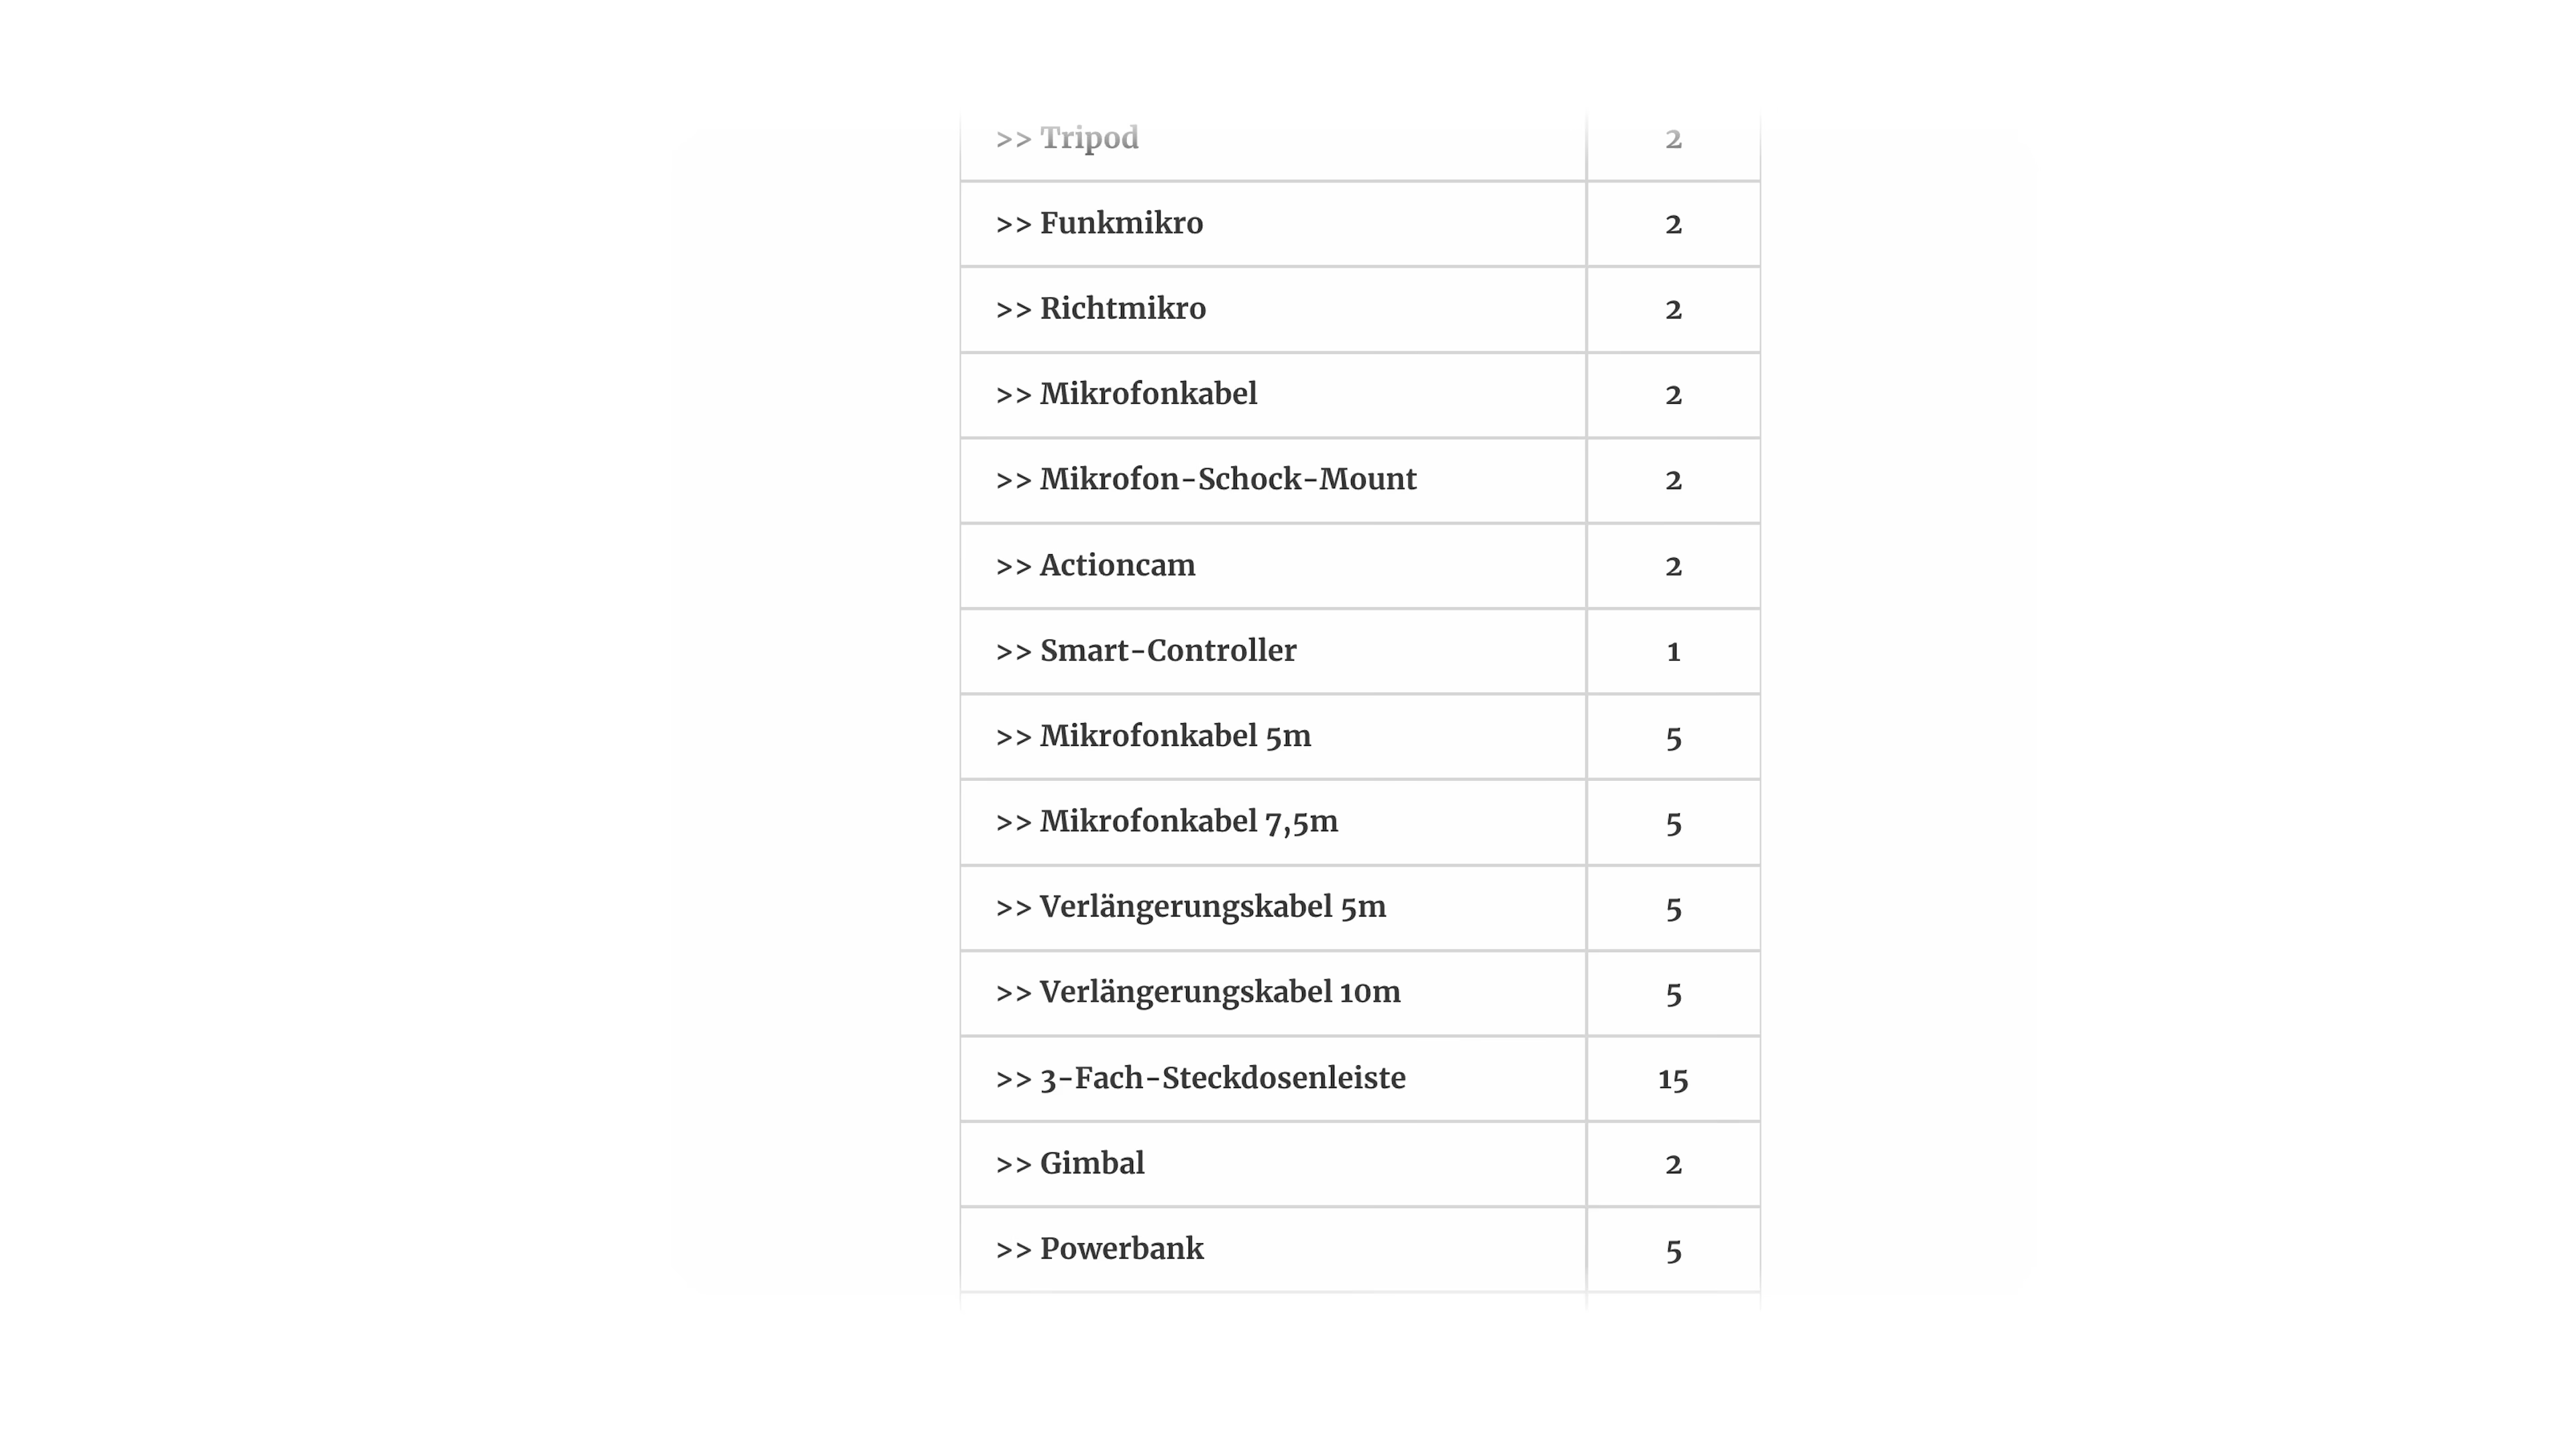 >> Tripod 2
>> Funkmikro 2
>> Richtmikro 2
>> Mikrofonkabel 2
>> Mikrofon-Schock-Mount 2
>> Actioncam 2
>> Smart-Controller 1
>> Mikrofonkabel 5m 5
>> Mikrofonkabel 7,5m 5
>> Verlängerungskabel 5m 5
>> Verlängerungskabel 10m 5
>> 3-Fach-Steckdosenleiste 15
>> Gimbal 2
>> Powerbank 5